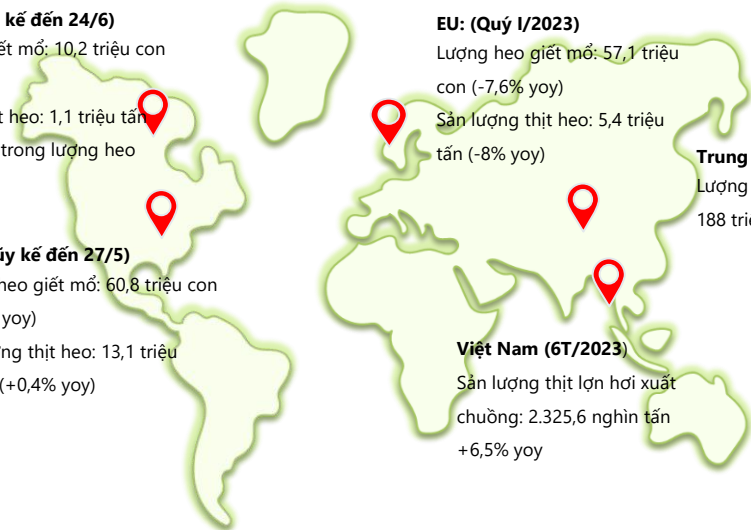 kế đến 24/6)
ết mổ: 10,2 triệu con
t heo: 1,1 triệu tấn
trong lượng heo
EU: (Quý I/2023)
Lượng heo giết mổ: 57,1 triệu
con (-7,6% yoy)
Sản lượng thịt heo: 5,4 triệu
tấn (-8% yoy)
Trung
Lượng
188 triệ
ũy kế đến 27/5)
heo giết mổ: 60,8 triệu con
yoy)
ng thịt heo: 13,1 triệu
(+0,4% yoy)
Việt Nam (6T/2023)
Sản lượng thịt lợn hơi xuất
chuồng: 2.325,6 nghìn tấn
+6,5% yoy